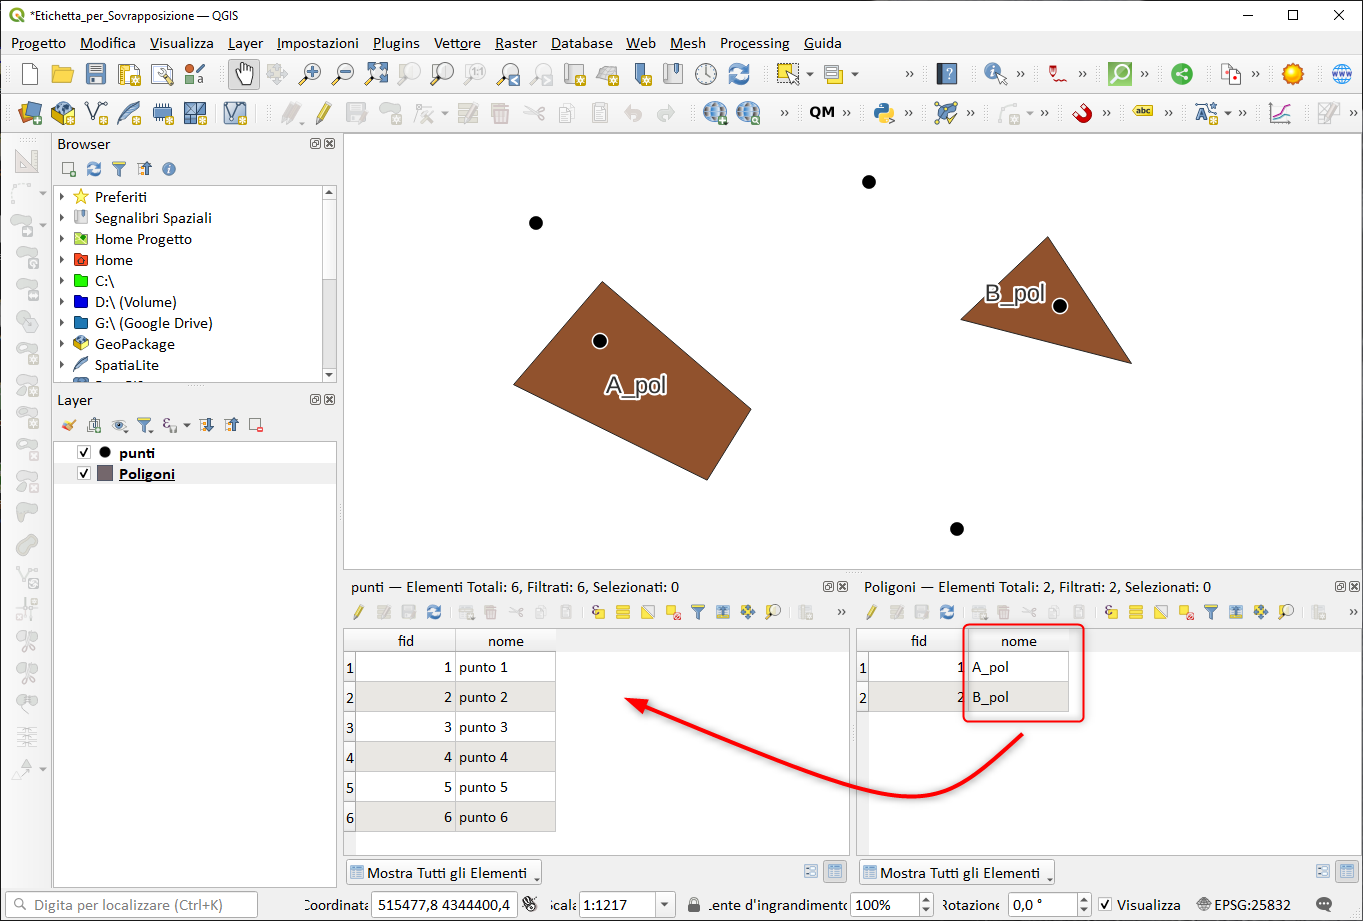 *Etichetta_per_Sovrapposizione — QGIS
Progetto Modifica Visualizza Layer Impostazioni Plugins Vettore Raster Database Web Mesh Processing Guida
1:1
? » » » » » www
QM » » » » abc » » »
Browser
Preferiti
Segnalibri Spaziali
Home Progetto
Home
C:\
D:\ (Volume)
G:\ (Google Drive)
GeoPackage
SpatiaLite
Layer
punti
Poligoni
A_pol
B_pol
punti — Elementi Totali: 6, Filtrati: 6, Selezionati: 0
fid nome
1 1 punto 1
2 2 punto 2
3 3 punto 3
4 4 punto 4
5 5 punto 5
6 6 punto 6
Mostra Tutti gli Elementi
Poligoni — Elementi Totali: 2, Filtrati: 2, Selezionati: 0
fid nome
1 1 A_pol
2 2 B_pol
Mostra Tutti gli Elementi
Digita per localizzare (Ctrl+K) Coordinata 515477,8 4344400,4 Scala 1:1217 Lente d'ingrandimento 100% Rotazione 0,0 ° Visualizza EPSG:25832